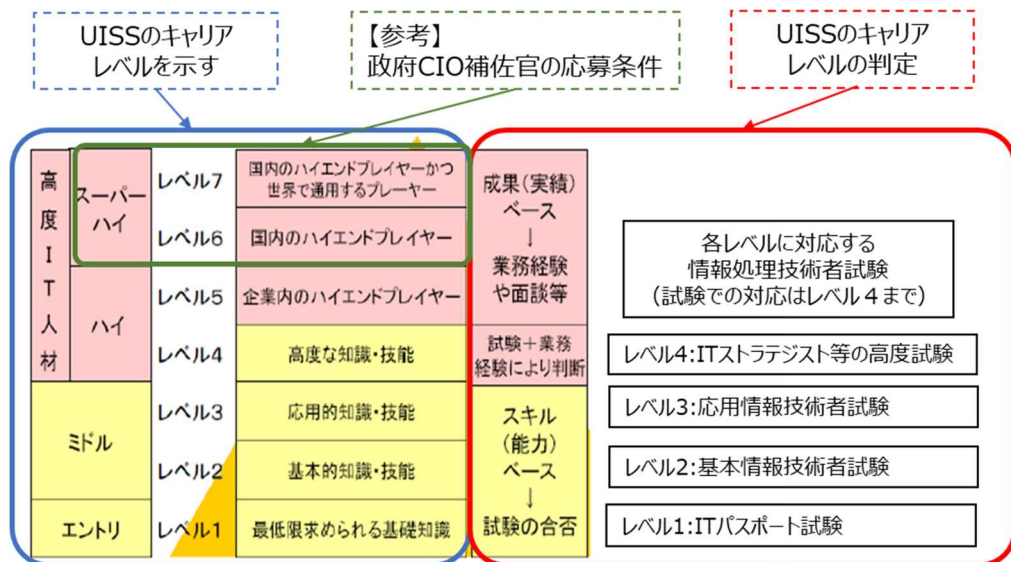 UISSのキャリア
レベルを示す
【参考】
政府CIO補佐官の応募条件
UISSのキャリア
レベルの判定
高度IT人材
スーパー
ハイ
ハイ
ミドル
エントリ
レベル7
国内のハイエンドプレイヤーかつ
世界で通用するプレーヤー
レベル6
国内のハイエンドプレイヤー
レベル5
企業内のハイエンドプレイヤー
レベル4
高度な知識・技能
レベル3
応用的知識・技能
レベル2
基本的知識・技能
レベル1
最低限求められる基礎知識
成果(実績)
ベース
↓
業務経験
や面談等
試験+業務
経験により判断
スキル
(能力)
ベース
↓
試験の合否
各レベルに対応する
情報処理技術者試験
(試験での対応はレベル4まで)
レベル4:ITストラテジスト等の高度試験
レベル3:応用情報技術者試験
レベル2:基本情報技術者試験
レベル1:ITパスポート試験